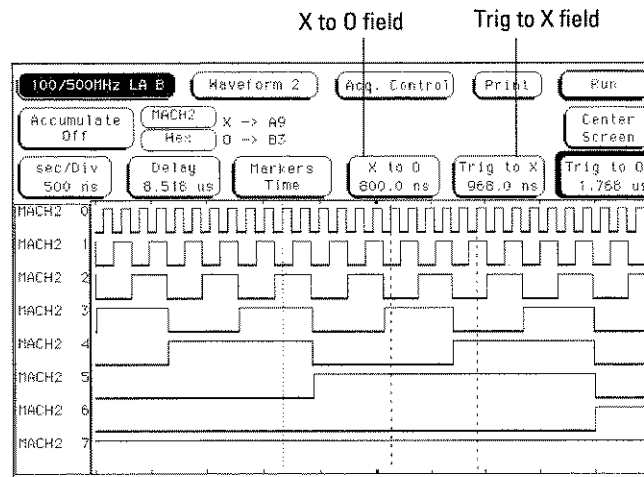 X to O field Trig to X field
100/500MHz LA B Waveform 2 Acq. Control Print Run
Accumulate Off MACH2 X -> A9 Center Screen
Hex O -> B3
sec/Div Delay Markers X to O Trig to X Trig to O
500 ns 8.518 us Time 800.0 ns 968.0 ns 1.768 us
MACH2 0
MACH2 1
MACH2 2
MACH2 3
MACH2 4
MACH2 5
MACH2 6
MACH2 7